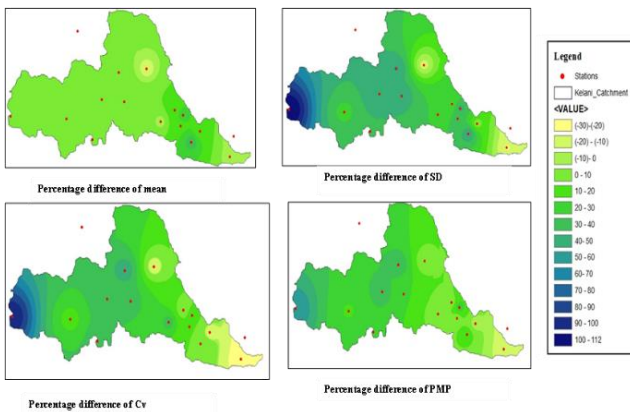 Percentage difference of mean
Percentage difference of SD
Percentage difference of Cv
Percentage difference of PMP
Legend
Stations
Kelani_Catchment
<VALUE>
(-30)-(-20)
(-20) - (-10)
(-10)- 0
0 - 10
10 - 20
20 - 30
30 - 40
40-50
50 - 60
60-70
70 - 80
80 - 90
90 - 100
100 - 112